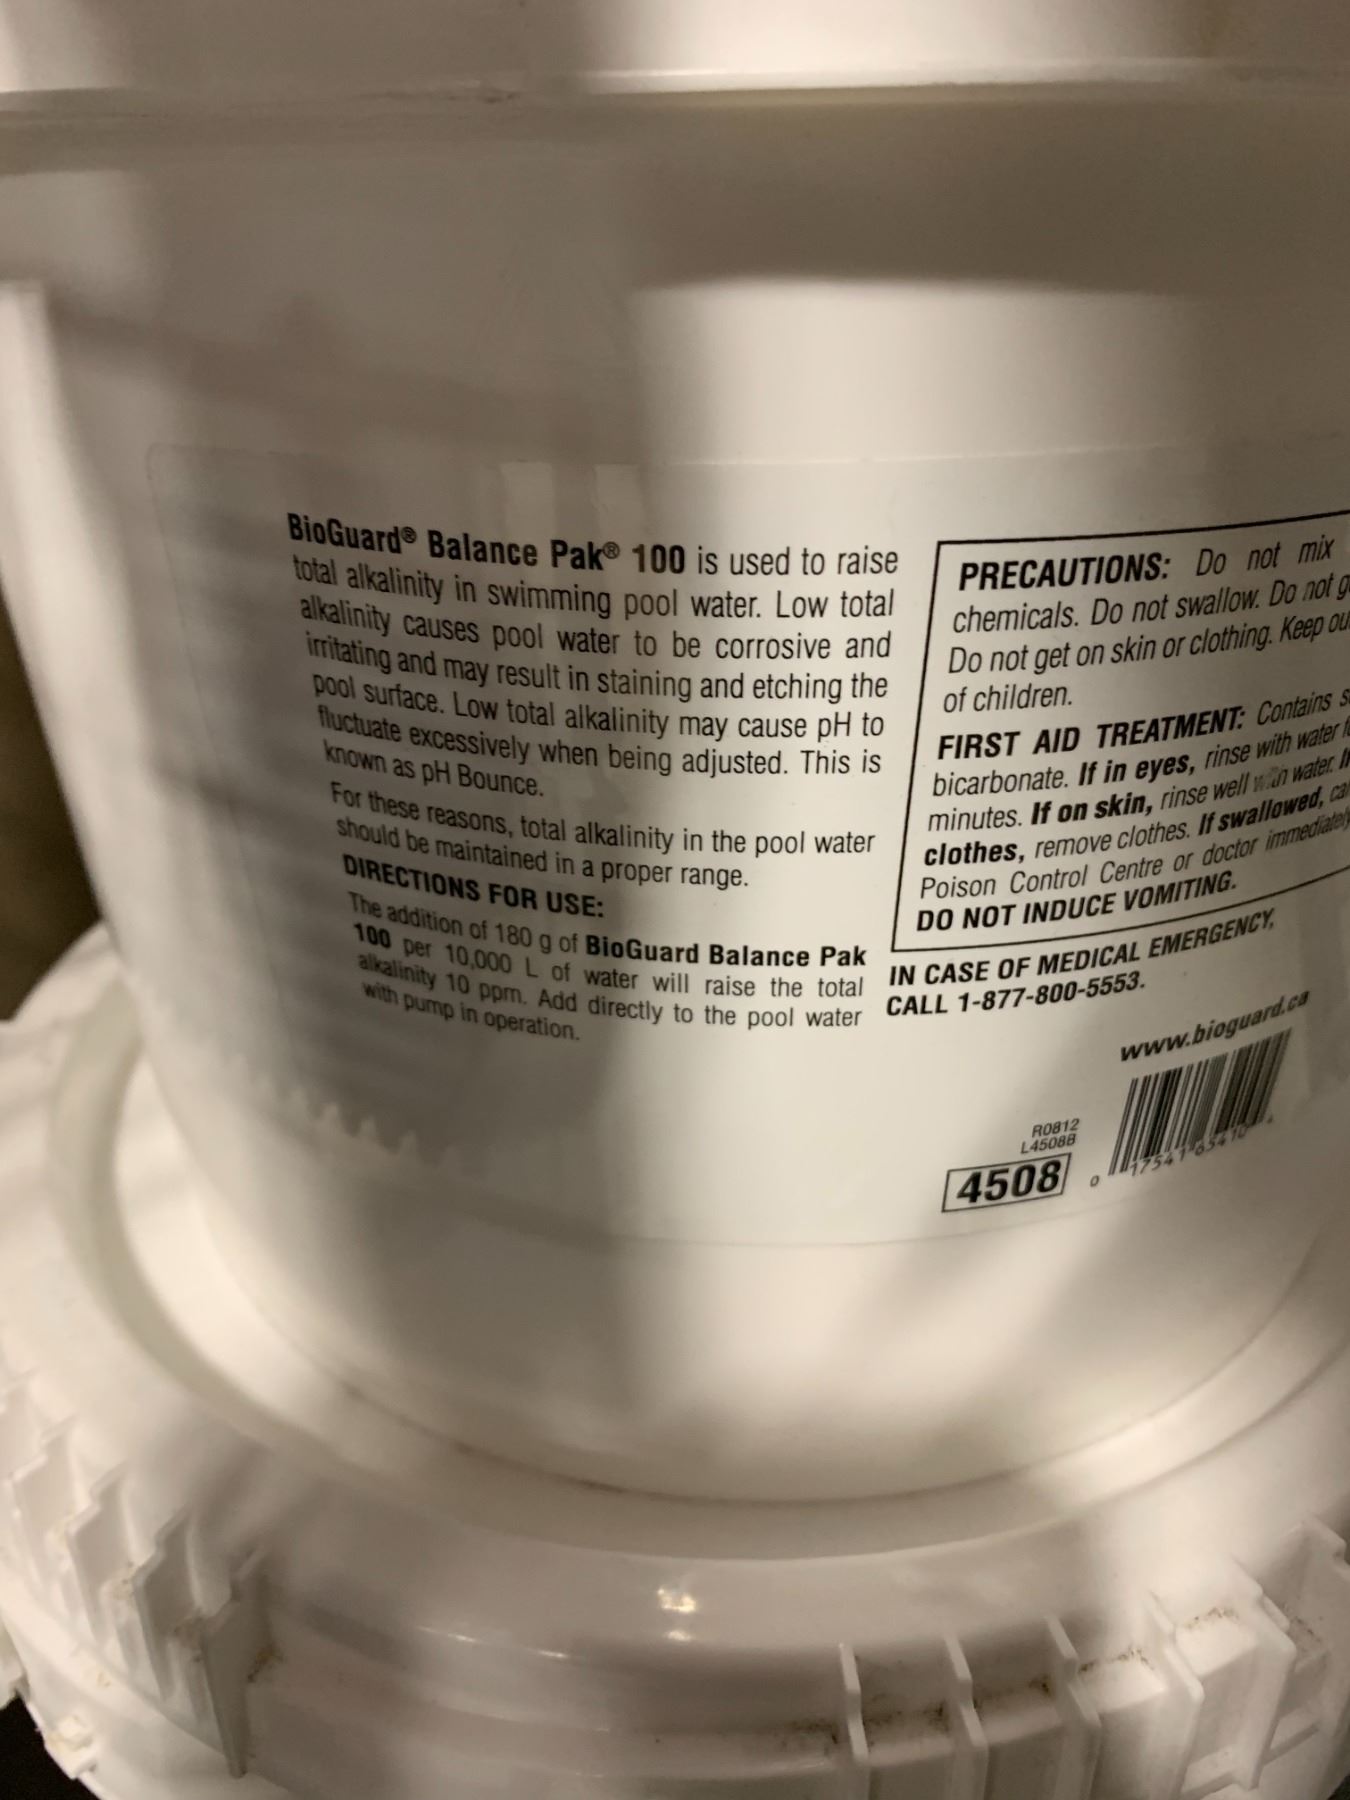 BioGuard® Balance Pak® 100 is used to raise
total alkalinity in swimming pool water. Low total
alkalinity causes pool water to be corrosive and
irritating and may result in staining and etching the
pool surface. Low total alkalinity may cause pH to
fluctuate excessively when being adjusted. This is
known as pH Bounce.
For these reasons, total alkalinity in the pool water
should be maintained in a proper range.
DIRECTIONS FOR USE:
The addition of 180 g of BioGuard Balance Pak
100 per 10,000 L of water will raise the total
alkalinity 10 ppm. Add directly to the pool water
with pump in operation.
PRECAUTIONS: Do not mix
chemicals. Do not swallow. Do not
Do not get on skin or clothing. Keep
of children.
FIRST AID TREATMENT: Contains
bicarbonate. If in eyes, rinse with water
minutes. If on skin, rinse well with water.
clothes, remove clothes. If swallowed,
Poison Control Centre or doctor immediately
DO NOT INDUCE VOMITING.
IN CASE OF MEDICAL EMERGENCY,
CALL 1-877-800-5553.
www.bioguard.ca
R0812
L4508B
4508
0